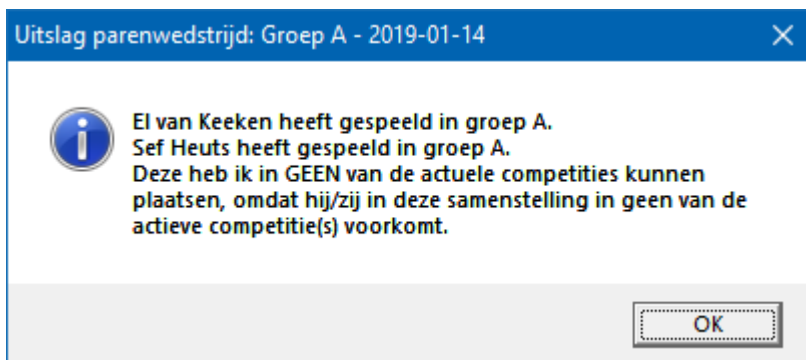 Uitslag parenwedstrijd: Groep A - 2019-01-14
El van Keeken heeft gespeeld in groep A.
Sef Heuts heeft gespeeld in groep A.
Deze heb ik in GEEN van de actuele competities kunnen
plaatsen, omdat hij/zij in deze samenstelling in geen van de
actieve competitie(s) voorkomt.
OK